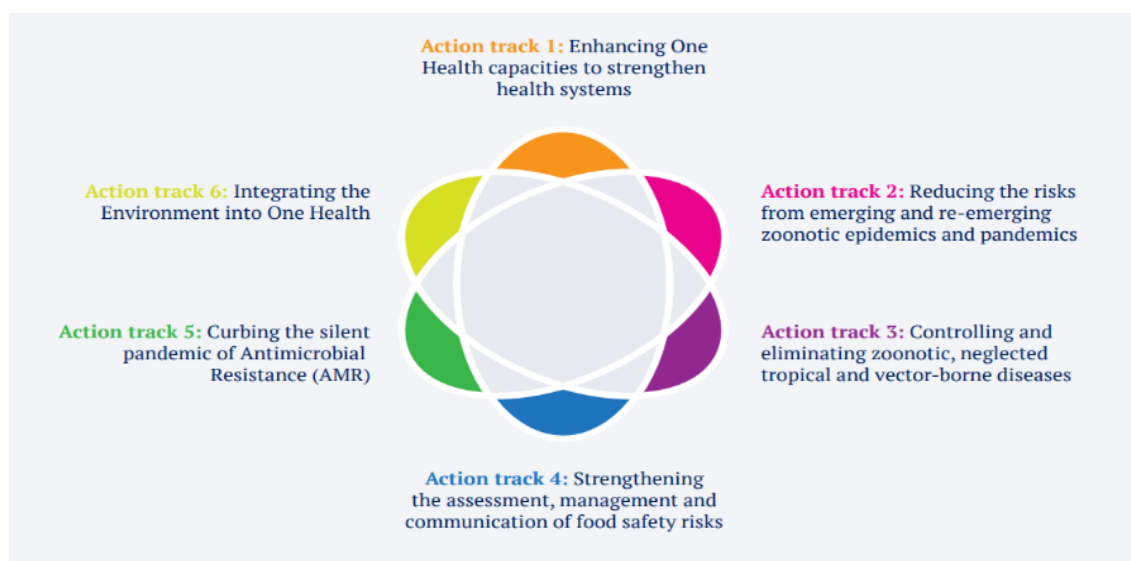 Action track 1: Enhancing One
Health capacities to strengthen
health systems
Action track 2: Reducing the risks
from emerging and re-emerging
zoonotic epidemics and pandemics
Action track 3: Controlling and
eliminating zoonotic, neglected
tropical and vector-borne diseases
Action track 4: Strengthening
the assessment, management and
communication of food safety risks
Action track 5: Curbing the silent
pandemic of Antimicrobial
Resistance (AMR)
Action track 6: Integrating the
Environment into One Health